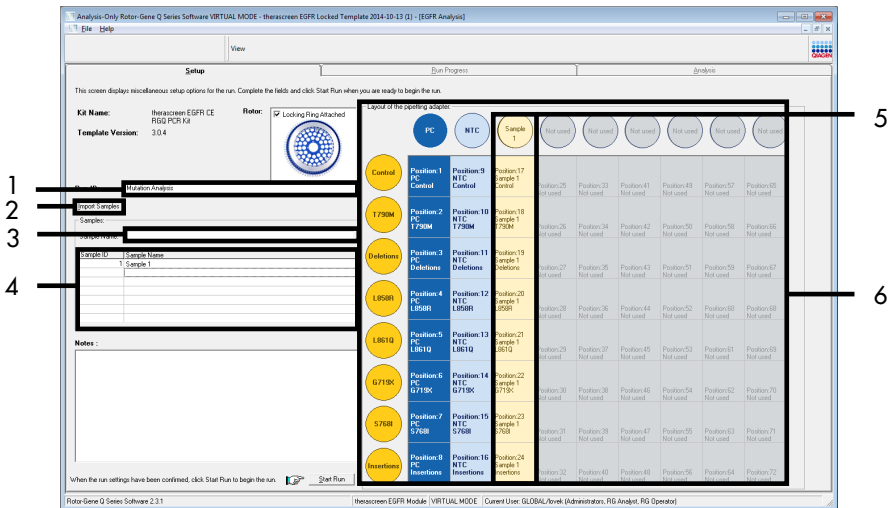 Analysis-Only Rotor-Gene Q Series Software VIRTUAL MODE - therascreen EGFR Locked Template 2014-10-13 (1) - [EGFR Analysis]
File Help
View
QIAGEN
Setup
Run Progress
Analysis
This screen displays miscellaneous setup options for the run. Complete the fields and click Start Run when you are ready to begin the run.
Kit Name: therascreen EGFR CE RGQ PCR Kit
Template Version: 3.0.4
Rotor:
Locking Ring Attached
1
Mutation Analysis
2
Import Samples
Samples:
3
Sample Name:
4
Sample ID Sample Name
1 Sample 1
Notes :
When the run settings have been confirmed, click Start Run to begin the run.
Start Run
Layout of the pipetting adapter:
5
6
PC NTC Sample 1 Not used Not used Not used Not used Not used Not used
Control
Position:1 PC Control
Position:9 NTC Control
Position:17 Sample 1 Control
Position:25 Not used
Position:33 Not used
Position:41 Not used
Position:49 Not used
Position:57 Not used
Position:65 Not used
T790M
Position:2 PC T790M
Position:10 NTC T790M
Position:18 Sample 1 T790M
Position:26 Not used
Position:34 Not used
Position:42 Not used
Position:50 Not used
Position:58 Not used
Position:66 Not used
Deletions
Position:3 PC Deletions
Position:11 NTC Deletions
Position:19 Sample 1 Deletions
Position:27 Not used
Position:35 Not used
Position:43 Not used
Position:51 Not used
Position:59 Not used
Position:67 Not used
L858R
Position:4 PC L858R
Position:12 NTC L858R
Position:20 Sample 1 L858R
Position:28 Not used
Position:36 Not used
Position:44 Not used
Position:52 Not used
Position:60 Not used
Position:68 Not used
L861Q
Position:5 PC L861Q
Position:13 NTC L861Q
Position:21 Sample 1 L861Q
Position:29 Not used
Position:37 Not used
Position:45 Not used
Position:53 Not used
Position:61 Not used
Position:69 Not used
G719X
Position:6 PC G719X
Position:14 NTC G719X
Position:22 Sample 1 G719X
Position:30 Not used
Position:38 Not used
Position:46 Not used
Position:54 Not used
Position:62 Not used
Position:70 Not used
S768I
Position:7 PC S768I
Position:15 NTC S768I
Position:23 Sample 1 S768I
Position:31 Not used
Position:39 Not used
Position:47 Not used
Position:55 Not used
Position:63 Not used
Position:71 Not used
Insertions
Position:8 PC Insertions
Position:16 NTC Insertions
Position:24 Sample 1 Insertions
Position:32 Not used
Position:40 Not used
Position:48 Not used
Position:56 Not used
Position:64 Not used
Position:72 Not used
Rotor-Gene Q Series Software 2.3.1
therascreen EGFR Module
VIRTUAL MODE
Current User: GLOBAL/lovek (Administrators, RG Analyst, RG Operator)